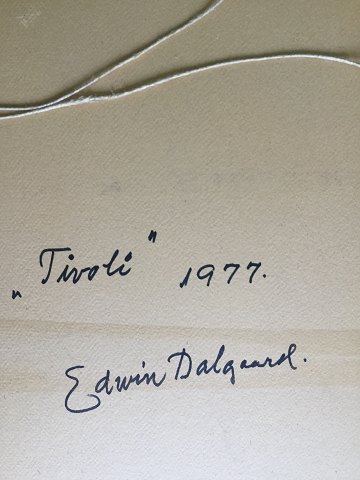 „Tivoli” 1977.
Edwin Dalgaard.